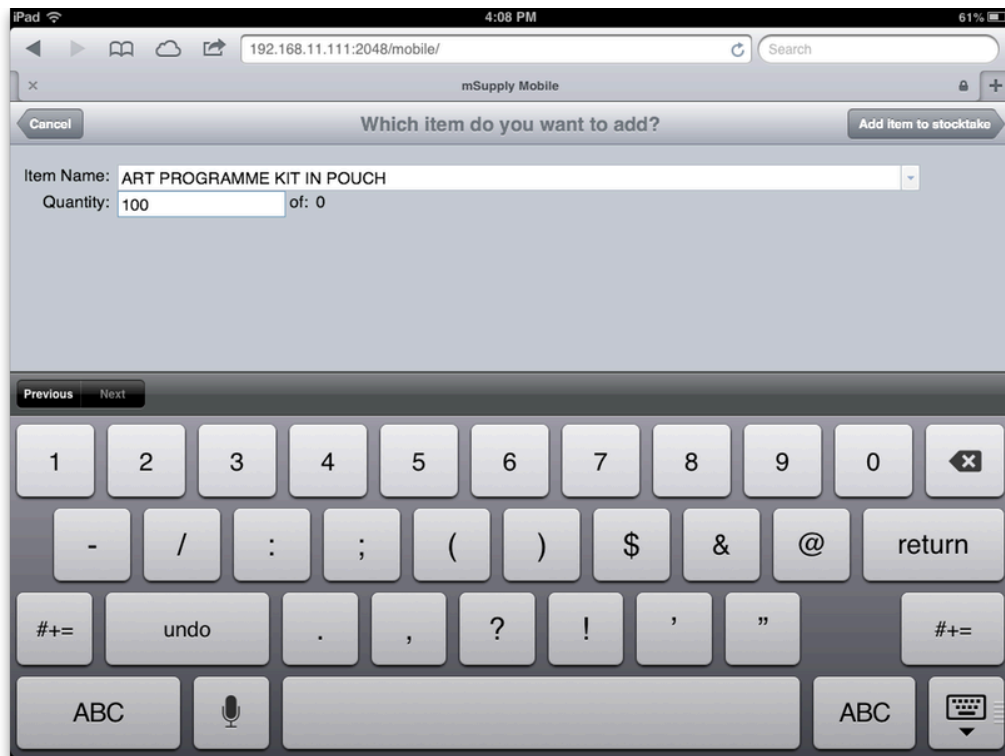 iPad 4:08 PM 61%
192.168.11.111:2048/mobile/ Search
mSupply Mobile
Cancel Which item do you want to add? Add item to stocktake
Item Name: ART PROGRAMME KIT IN POUCH
Quantity: 100 of: 0
Previous Next
1 2 3 4 5 6 7 8 9 0
- / : ; ( ) $ & @ return
#+= undo . , ? ! ’ ” #+=
ABC ABC